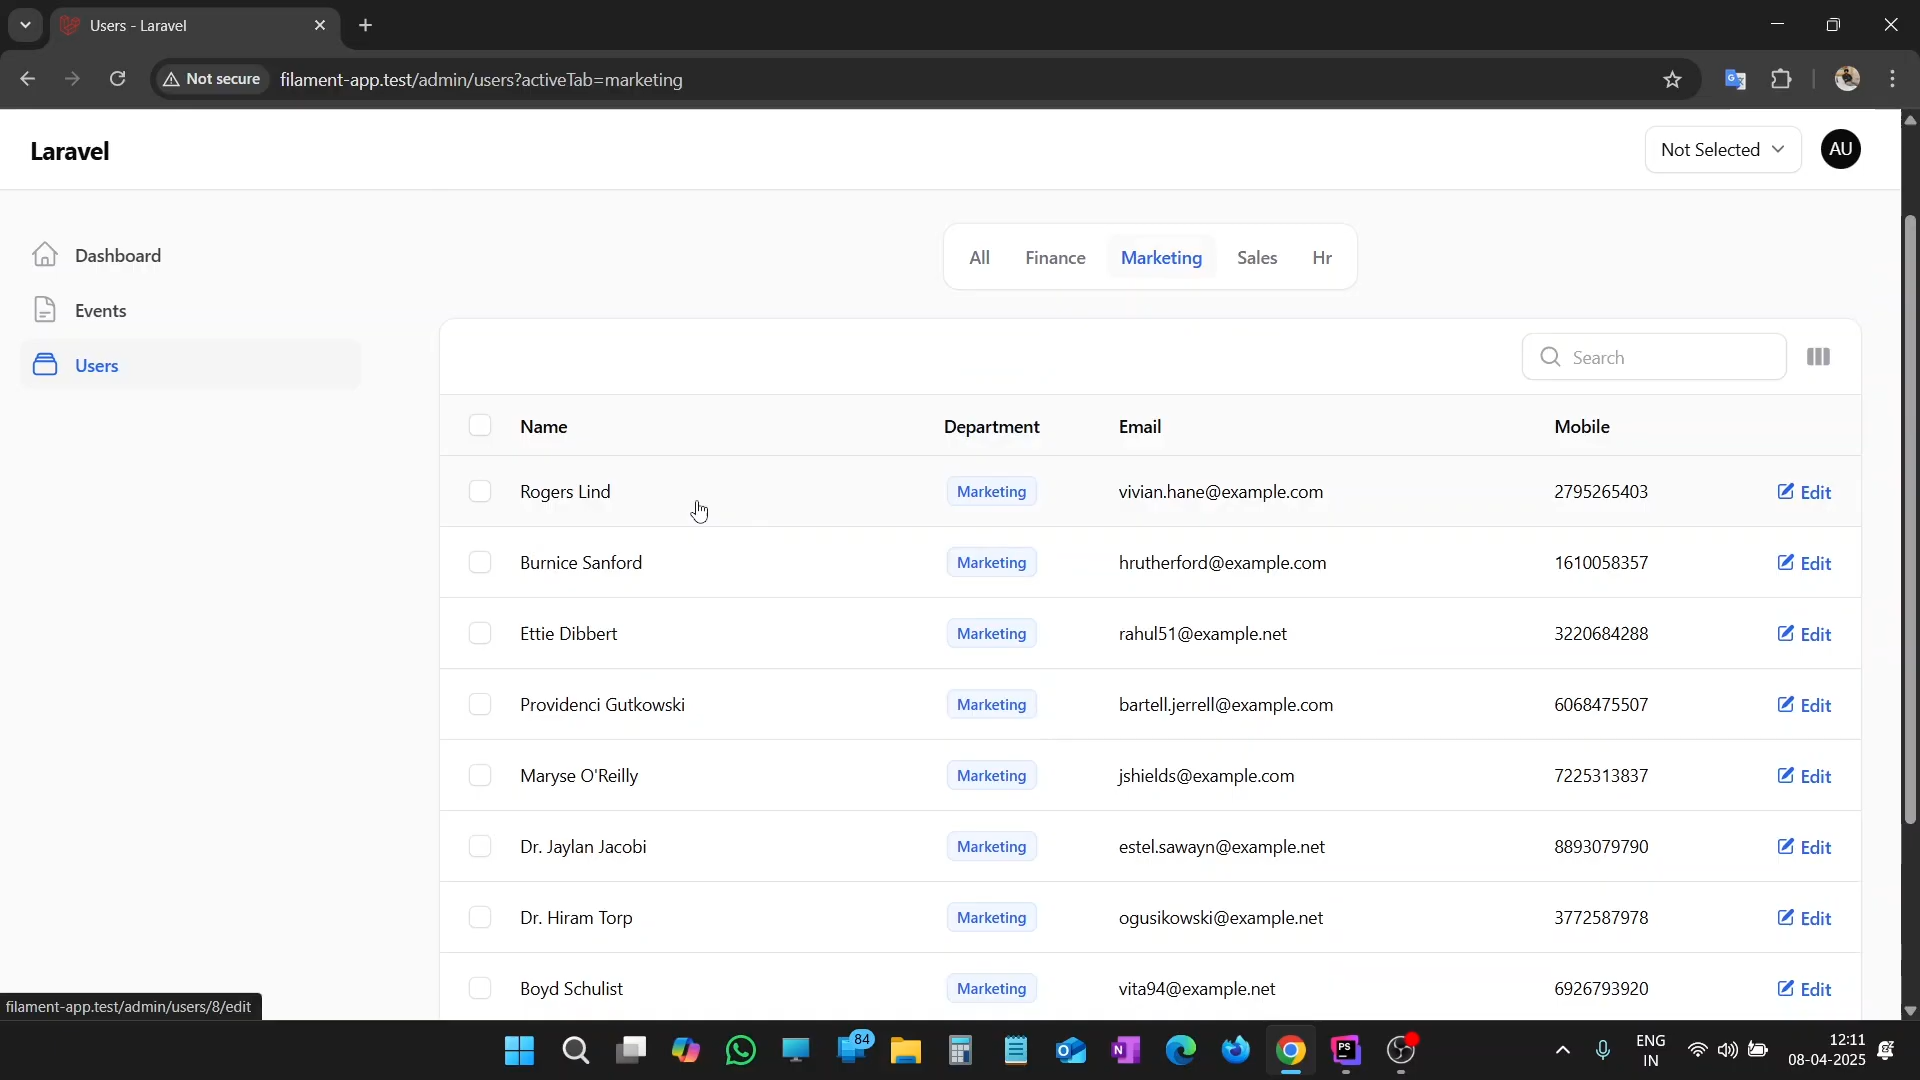 Users - Laravel
Not secure
filament-app.test/admin/users?activeTab=marketing
Laravel
Not Selected
AU
Dashboard
Events
Users
All Finance Marketing Sales Hr
Search
Name Department Email Mobile
Rogers Lind Marketing vivian.hane@example.com 2795265403 Edit
Burnice Sanford Marketing hrutherford@example.com 1610058357 Edit
Ettie Dibbert Marketing rahul51@example.net 3220684288 Edit
Providenci Gutkowski Marketing bartell.jerrell@example.com 6068475507 Edit
Maryse O'Reilly Marketing jshields@example.com 7225313837 Edit
Dr. Jaylan Jacobi Marketing estel.sawayn@example.net 8893079790 Edit
Dr. Hiram Torp Marketing ogusikowski@example.net 3772587978 Edit
Boyd Schulist Marketing vita94@example.net 6926793920 Edit
filament-app.test/admin/users/8/edit
84
N
PS
ENG
IN
12:11
08-04-2025